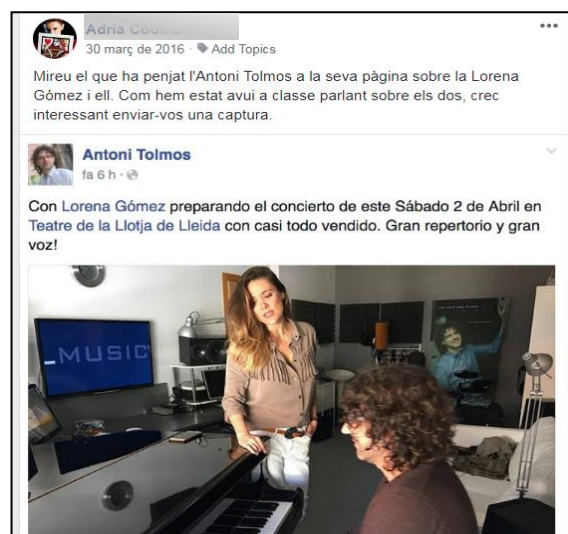 Adria
30 març de 2016 · Add Topics
Mireu el que ha penjat l'Antoni Tolmos a la seva pàgina sobre la Lorena
Gómez i ell. Com hem estat avui a classe parlant sobre els dos, crec
interessant enviar-vos una captura.
Antoni Tolmos
fa 6 h ·
Con Lorena Gómez preparando el concierto de este Sábado 2 de Abril en
Teatre de la Llotja de Lleida con casi todo vendido. Gran repertorio y gran
voz!
_MUSIC